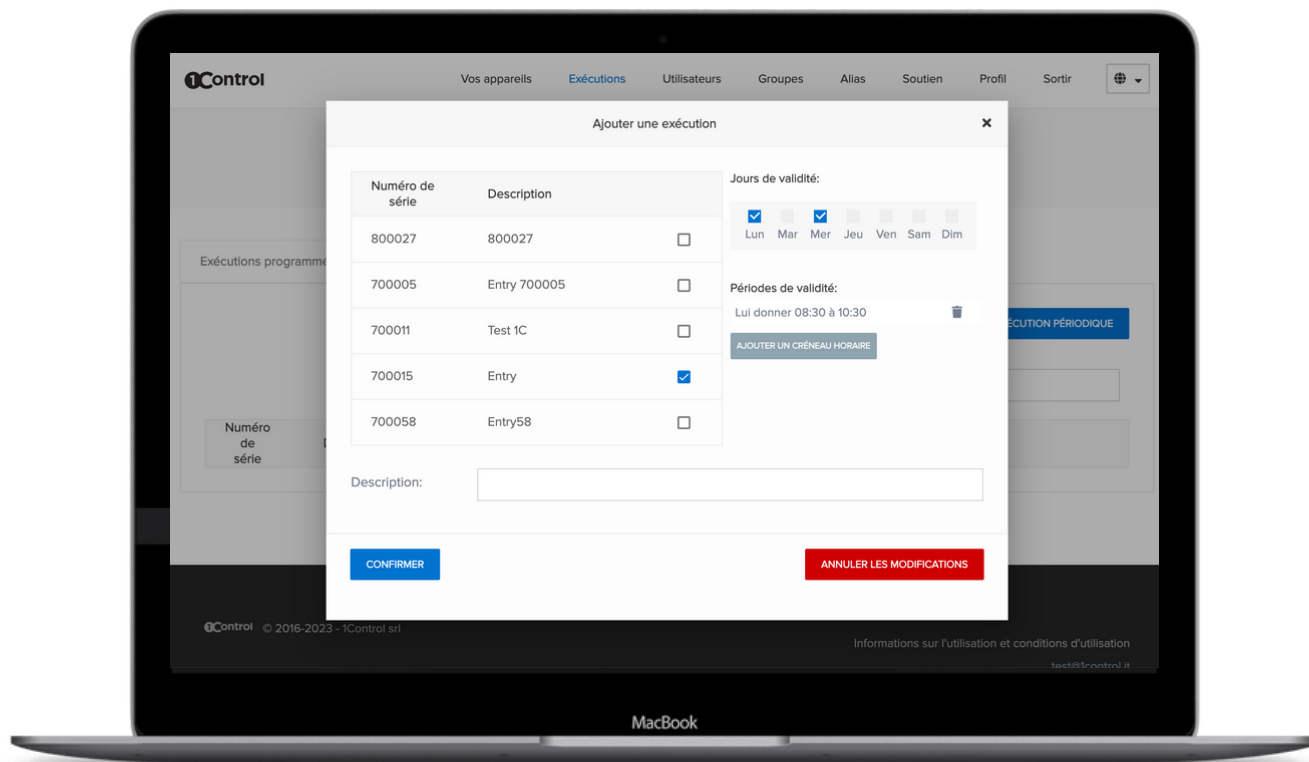 1Control
Vos appareils Exécutions Utilisateurs Groupes Alias Soutien Profil Sortir
Ajouter une exécution
Numéro de
série
Description
800027 800027
700005 Entry 700005
700011 Test 1C
700015 Entry
700058 Entry58
Jours de validité:
Lun Mar Mer Jeu Ven Sam Dim
Périodes de validité:
Lui donner 08:30 à 10:30
AJOUTER UN CRÉNEAU HORAIRE
Description:
CONFIRMER
ANNULER LES MODIFICATIONS
Exécutions
PÉRIODIQUE
Numéro
de
série
1Control © 2016-2023 - 1Control srl
Informations sur l'utilisation et conditions d'utilisation
test@1control.it
MacBook